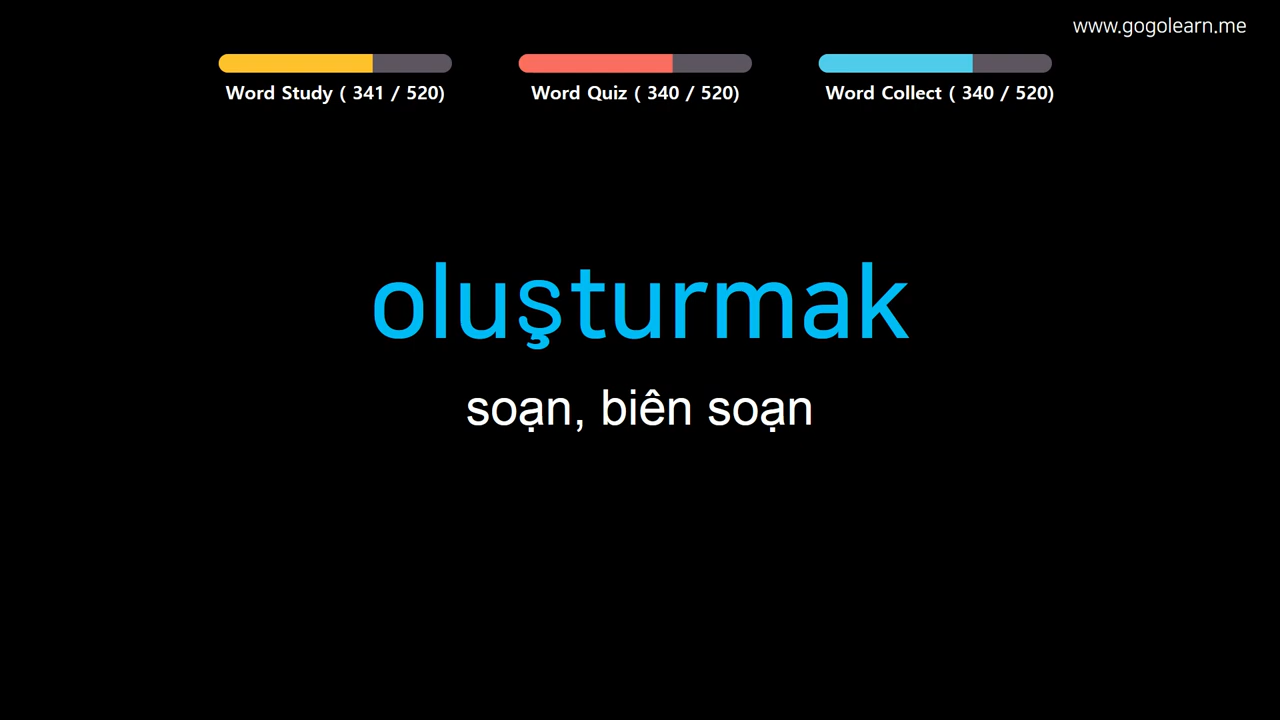 www.gogolearn.me
Word Study ( 341 / 520)
Word Quiz ( 340 / 520)
Word Collect ( 340 / 520)
oluşturmak
soạn, biên soạn